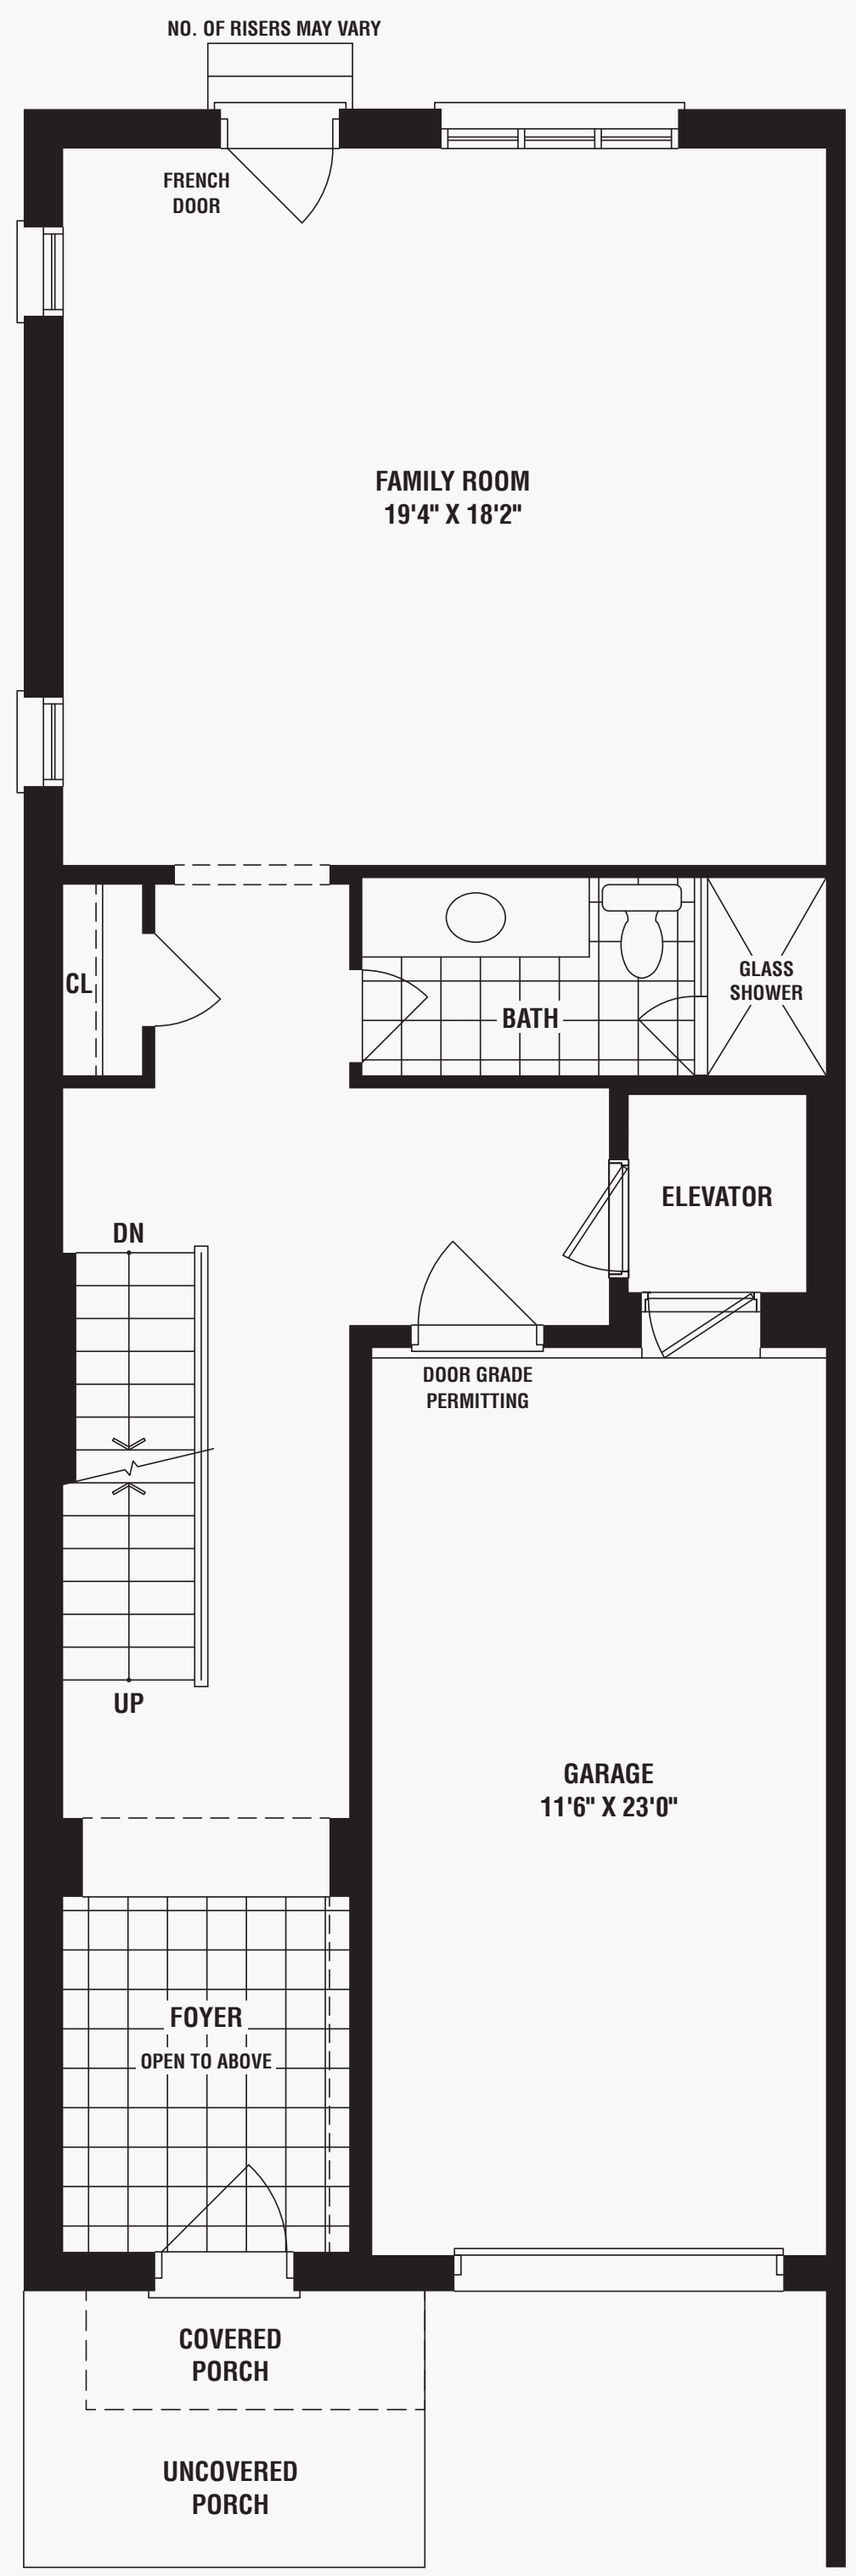 NO. OF RISERS MAY VARY
FRENCH
DOOR
FAMILY ROOM
19'4" X 18'2"
CL
GLASS
SHOWER
BATH
ELEVATOR
DN
DOOR GRADE
PERMITTING
UP
GARAGE
11'6" X 23'0"
FOYER
OPEN TO ABOVE
COVERED
PORCH
UNCOVERED
PORCH